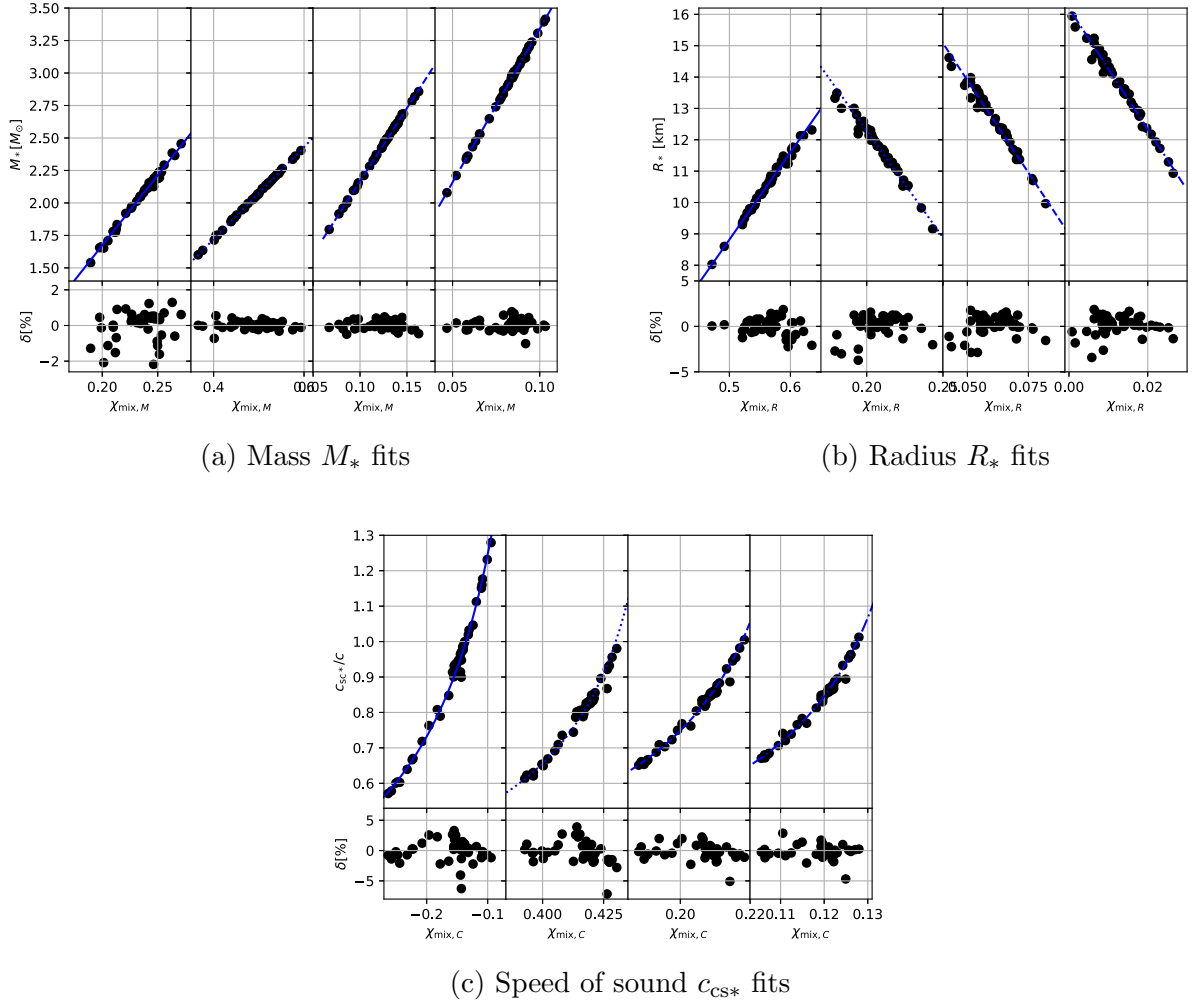 3.50
3.25
3.00
2.75
2.50
2.25
2.00
1.75
1.50
M* [M⊙]
2
0
−2
δ[%]
0.20 0.25 0.4 0.6 0.05 0.10 0.15 0.05 0.10
χmix, M χmix, M χmix, M χmix, M
(a) Mass M* fits
16
15
14
13
12
11
10
9
8
R* [km]
5
0
−5
δ[%]
0.5 0.6 0.20 0.25 0.050 0.075 0.00 0.02
χmix, R χmix, R χmix, R χmix, R
(b) Radius R* fits
1.3
1.2
1.1
1.0
0.9
0.8
0.7
0.6
csc*/c
5
0
−5
δ[%]
−0.2 −0.1 0.400 0.425 0.20 0.22 0.11 0.12 0.13
χmix, C χmix, C χmix, C χmix, C
(c) Speed of sound ccs* fits